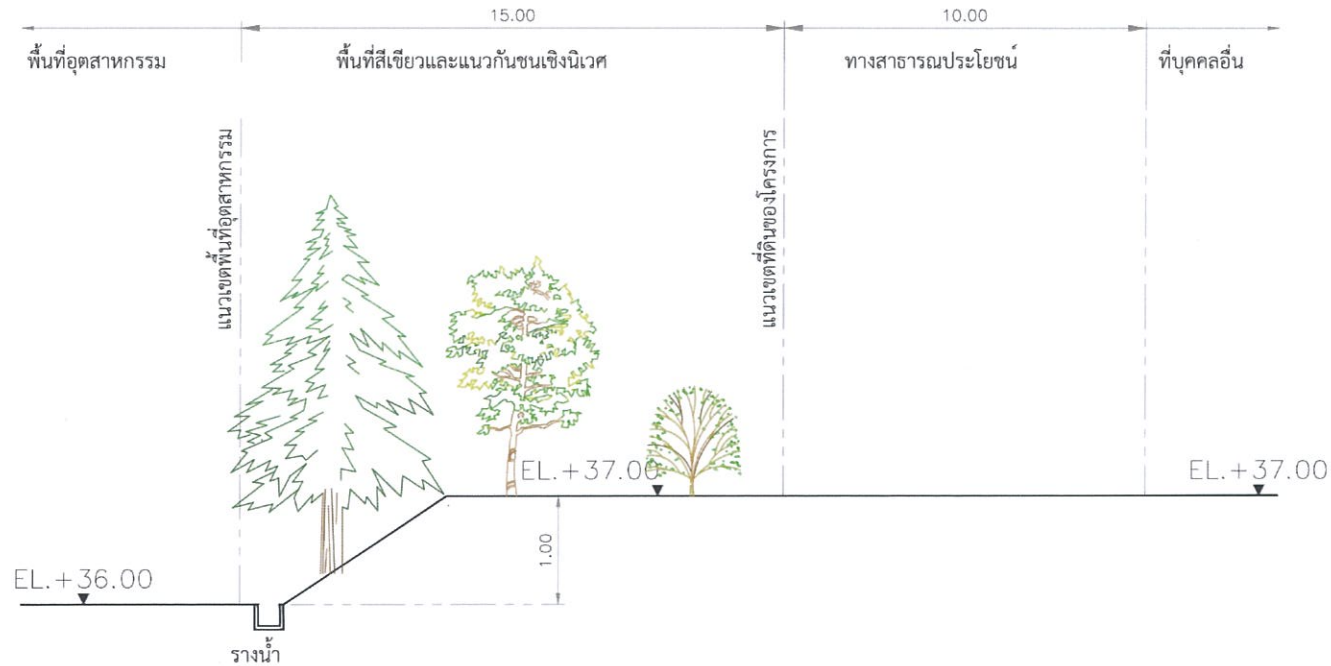 15.00
10.00
พื้นที่อุตสาหกรรม
พื้นที่สีเขียวและแนวกันชนเชิงนิเวศ
ทางสาธารณประโยชน์
ที่บุคคลอื่น
แนวเขตพื้นที่อุตสาหกรรม
แนวเขตที่ดินของโครงการ
EL.+37.00
EL.+37.00
1.00
EL.+36.00
รางน้ำ